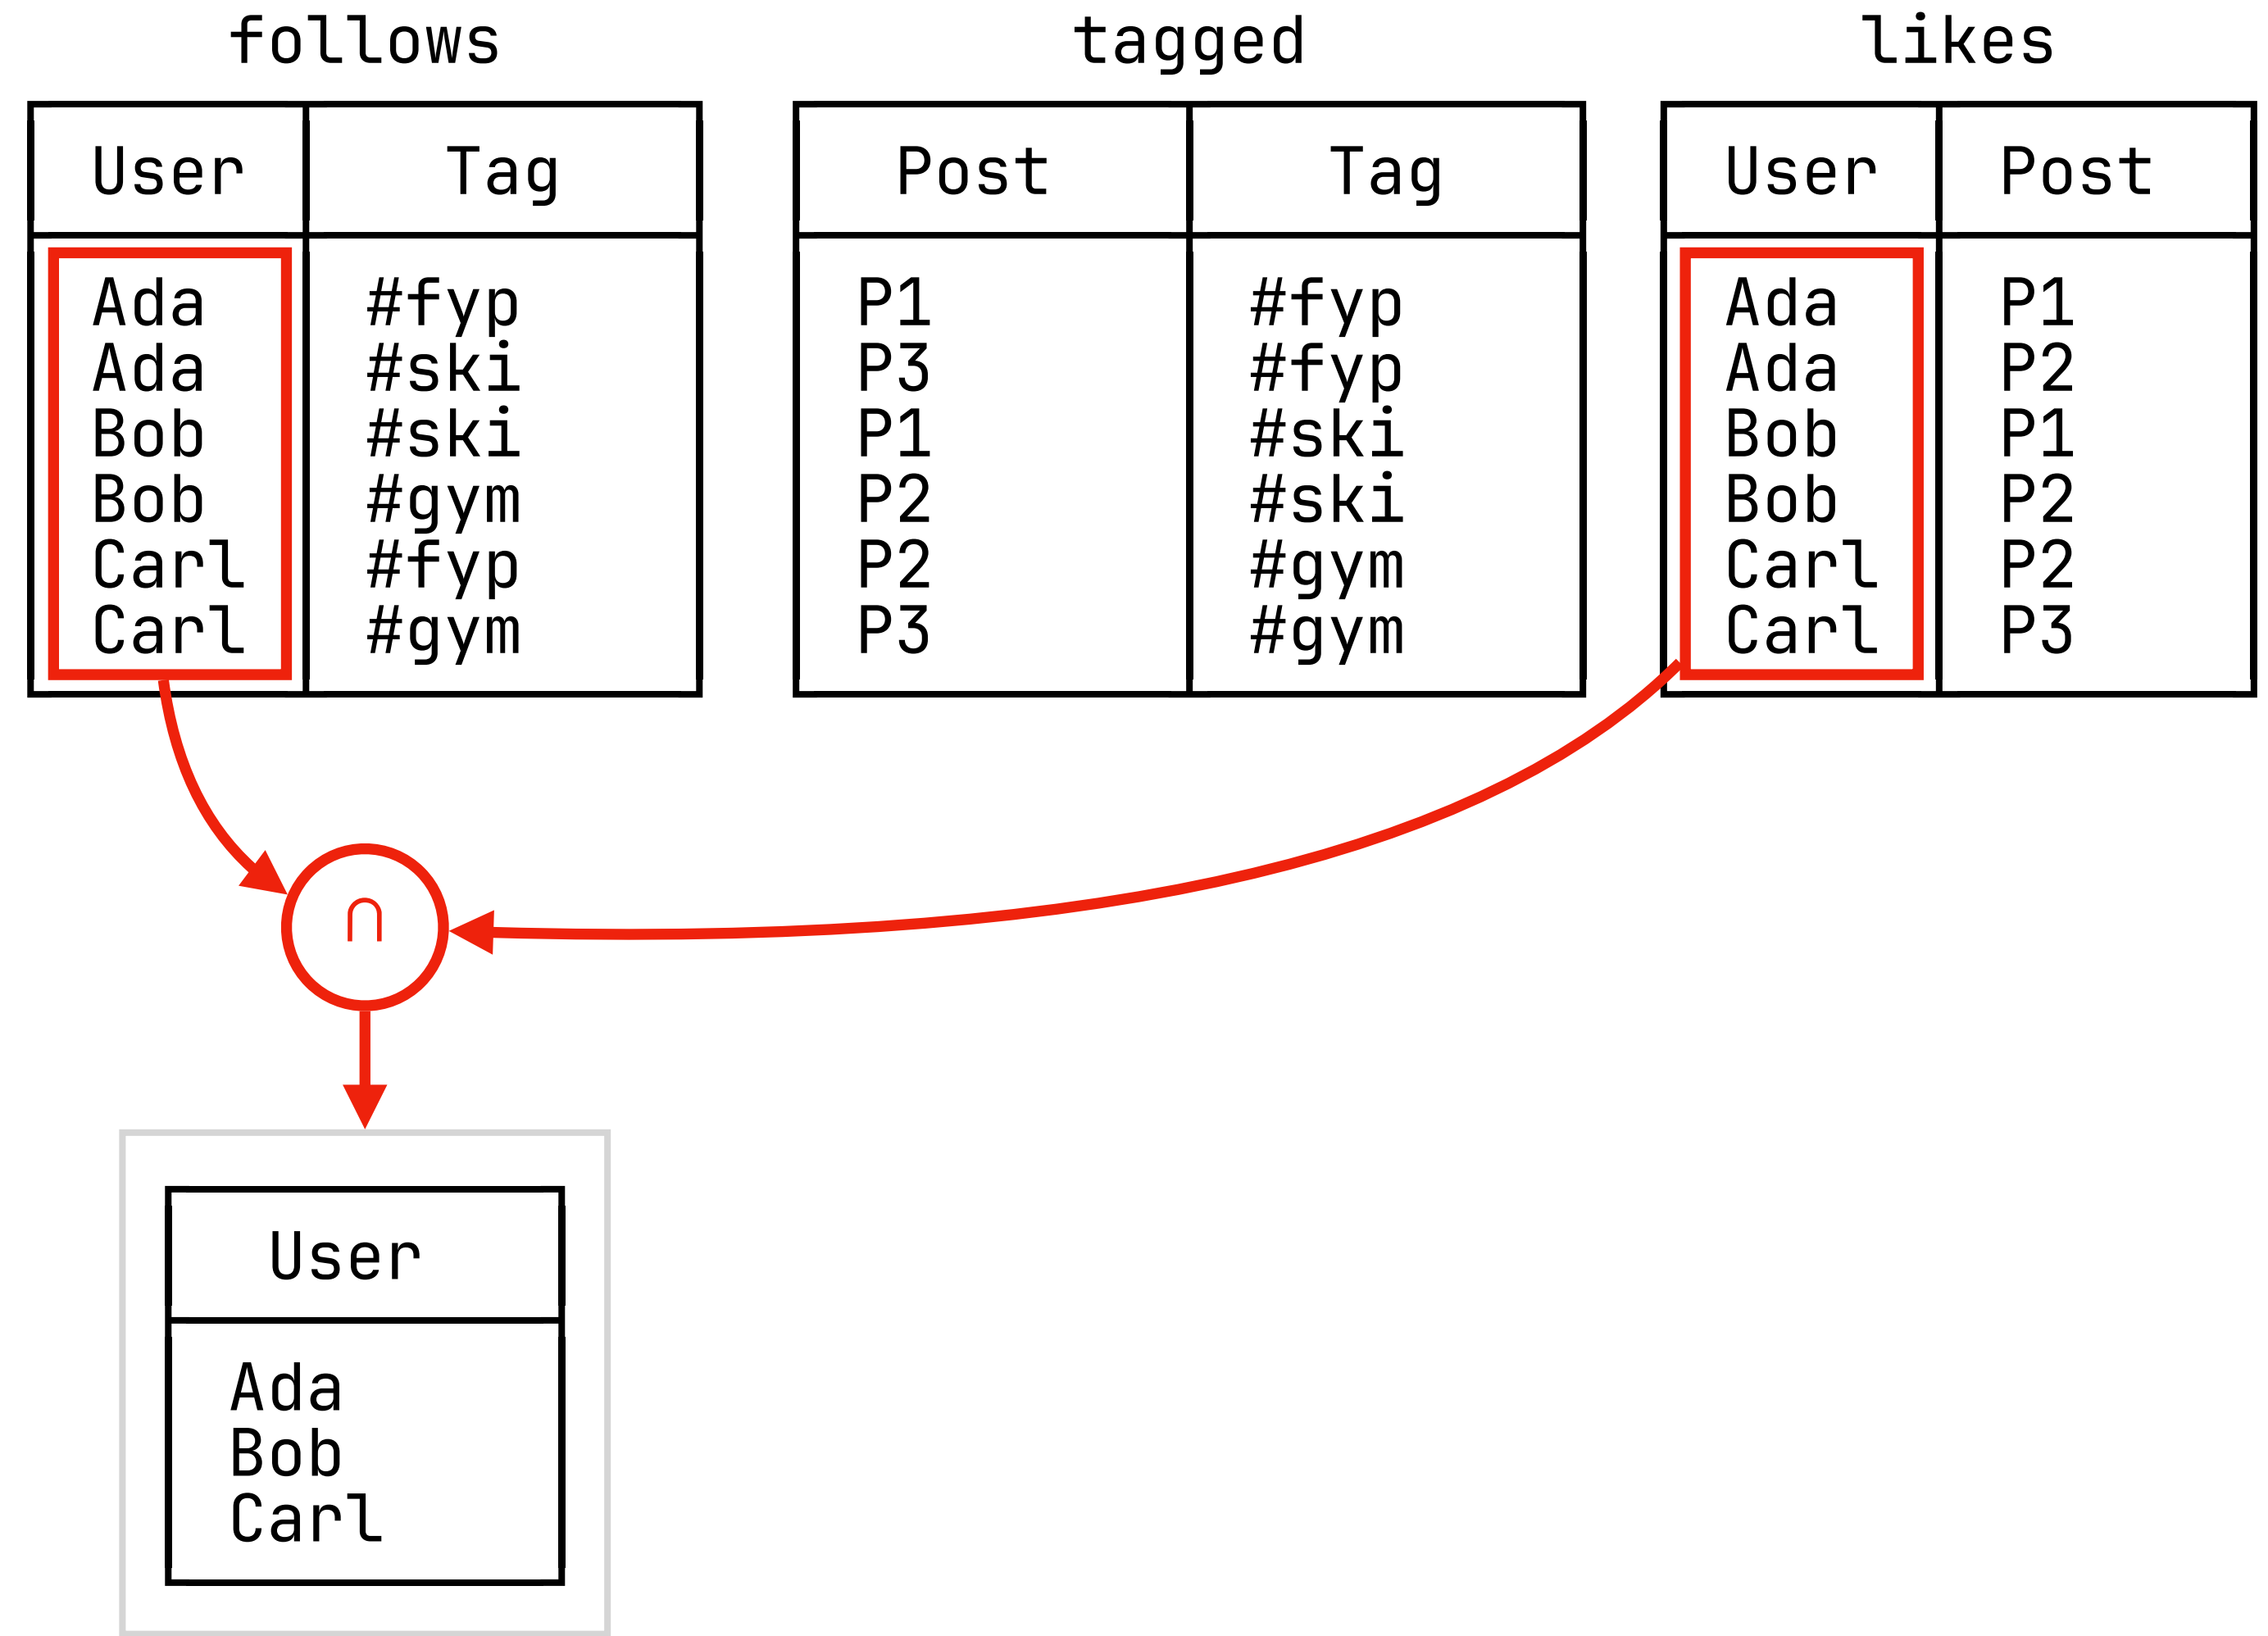 follows tagged likes
User Tag Post Tag User Post
Ada #fyp P1 #fyp Ada P1
Ada #ski P3 #fyp Ada P2
Bob #ski P1 #ski Bob P1
Bob #gym P2 #ski Bob P2
Carl #fyp P2 #gym Carl P2
Carl #gym P3 #gym Carl P3
∩
User
Ada
Bob
Carl